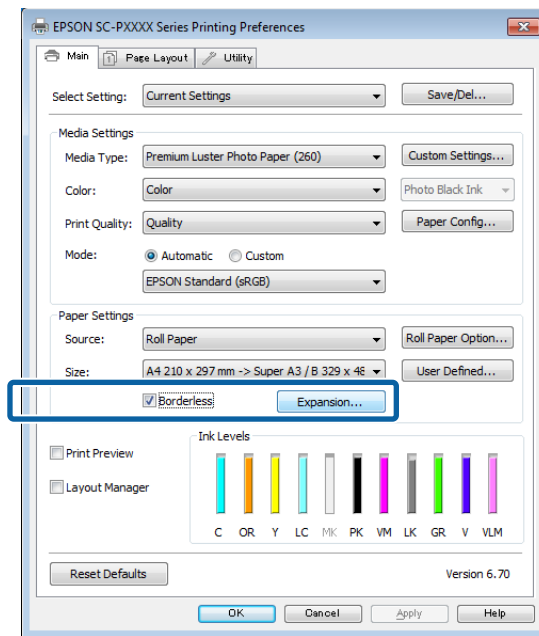 EPSON SC-PXXXX Series Printing Preferences
Main Page Layout Utility
Select Setting: Current Settings Save/Del...
Media Settings
Media Type: Premium Luster Photo Paper (260) Custom Settings...
Color: Color Photo Black Ink
Print Quality: Quality Paper Config...
Mode: Automatic Custom
EPSON Standard (sRGB)
Paper Settings
Source: Roll Paper Roll Paper Option...
Size: A4 210 x 297 mm -> Super A3 / B 329 x 48 User Defined...
Borderless Expansion...
Ink Levels
Print Preview
Layout Manager
C OR Y LC MK PK VM LK GR V VLM
Reset Defaults Version 6.70
OK Cancel Apply Help